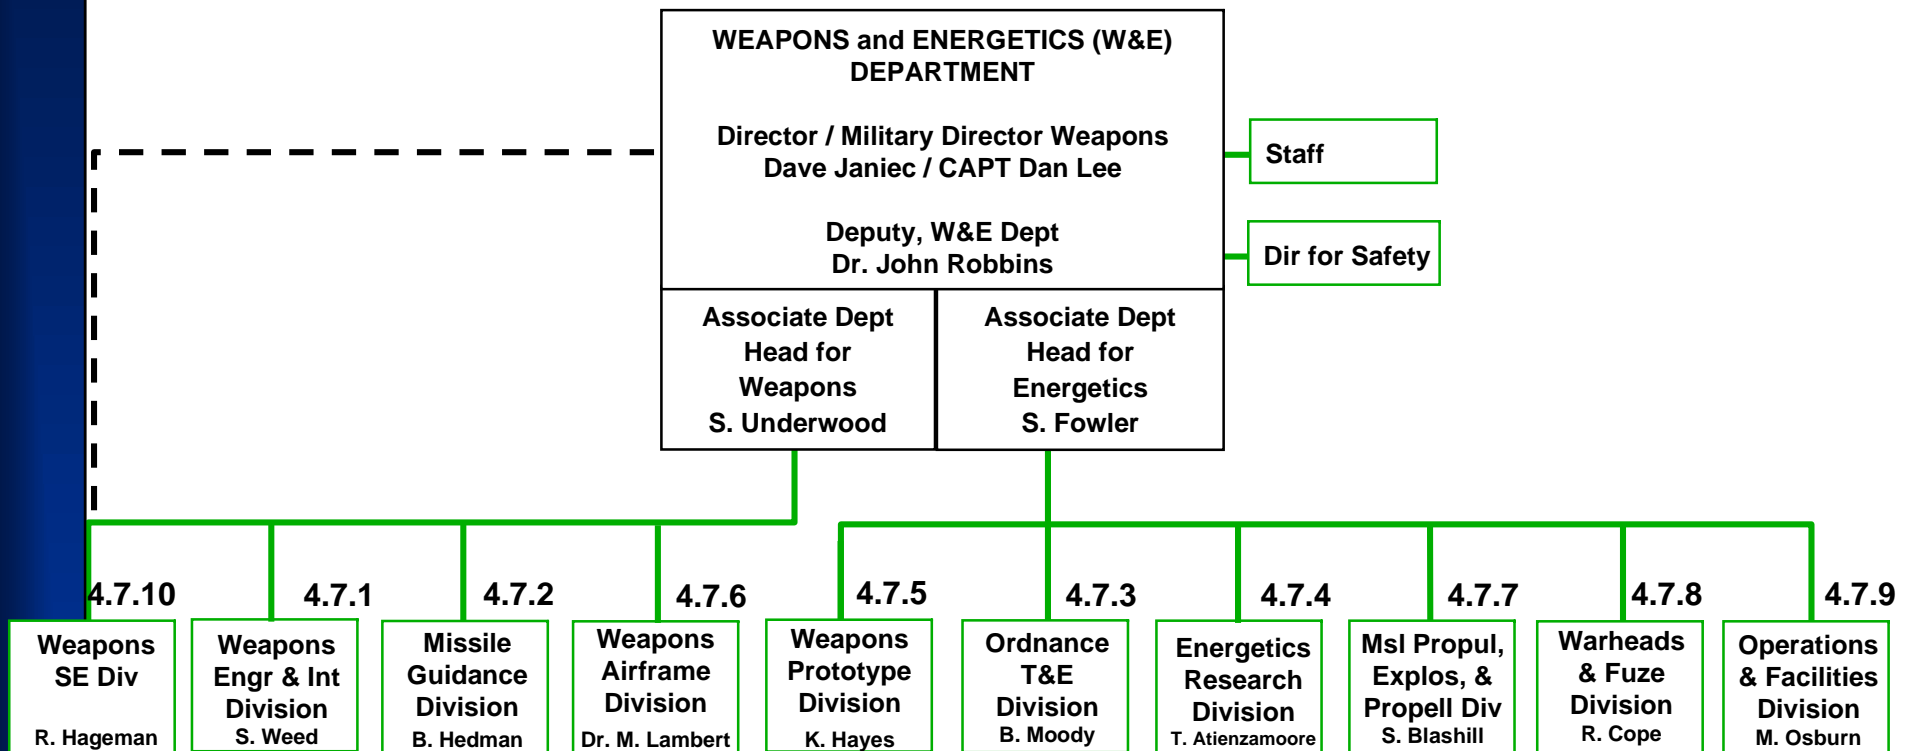 WEAPONS and ENERGETICS (W&E)
DEPARTMENT
Director / Military Director Weapons
Dave Janiec / CAPT Dan Lee
Deputy, W&E Dept
Dr. John Robbins
Staff
Dir for Safety
Associate Dept
Head for
Weapons
S. Underwood
Associate Dept
Head for
Energetics
S. Fowler
4.7.10
Weapons
SE Div
R. Hageman
4.7.1
Weapons
Engr & Int
Division
S. Weed
4.7.2
Missile
Guidance
Division
B. Hedman
4.7.6
Weapons
Airframe
Division
Dr. M. Lambert
4.7.5
Weapons
Prototype
Division
K. Hayes
4.7.3
Ordnance
T&E
Division
B. Moody
4.7.4
Energetics
Research
Division
T. Atienzamoore
4.7.7
Msl Propul,
Explos, &
Propell Div
S. Blashill
4.7.8
Warheads
& Fuze
Division
R. Cope
4.7.9
Operations
& Facilities
Division
M. Osburn